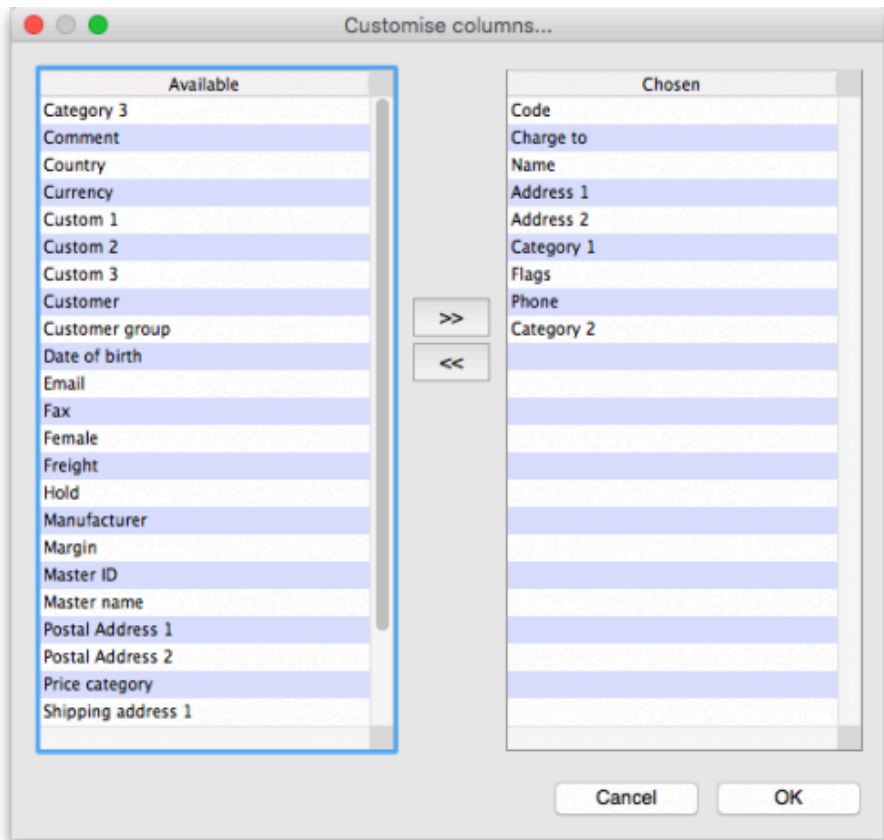 Customise columns...
Available
Category 3
Comment
Country
Currency
Custom 1
Custom 2
Custom 3
Customer
Customer group
Date of birth
Email
Fax
Female
Freight
Hold
Manufacturer
Margin
Master ID
Master name
Postal Address 1
Postal Address 2
Price category
Shipping address 1
>>
<<
Chosen
Code
Charge to
Name
Address 1
Address 2
Category 1
Flags
Phone
Category 2
Cancel
OK